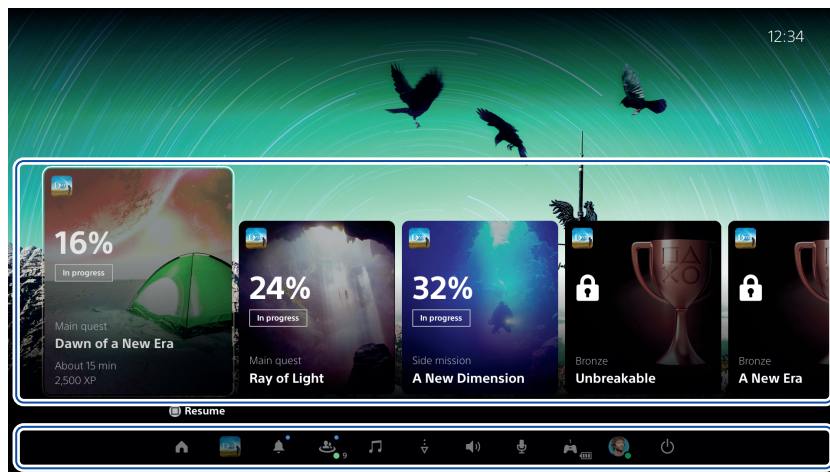 12:34
16%
In progress
Main quest
Dawn of a New Era
About 15 min
2,500 XP
24%
In progress
Main quest
Ray of Light
32%
In progress
Side mission
A New Dimension
Bronze
Unbreakable
Bronze
A New Era
Resume
9